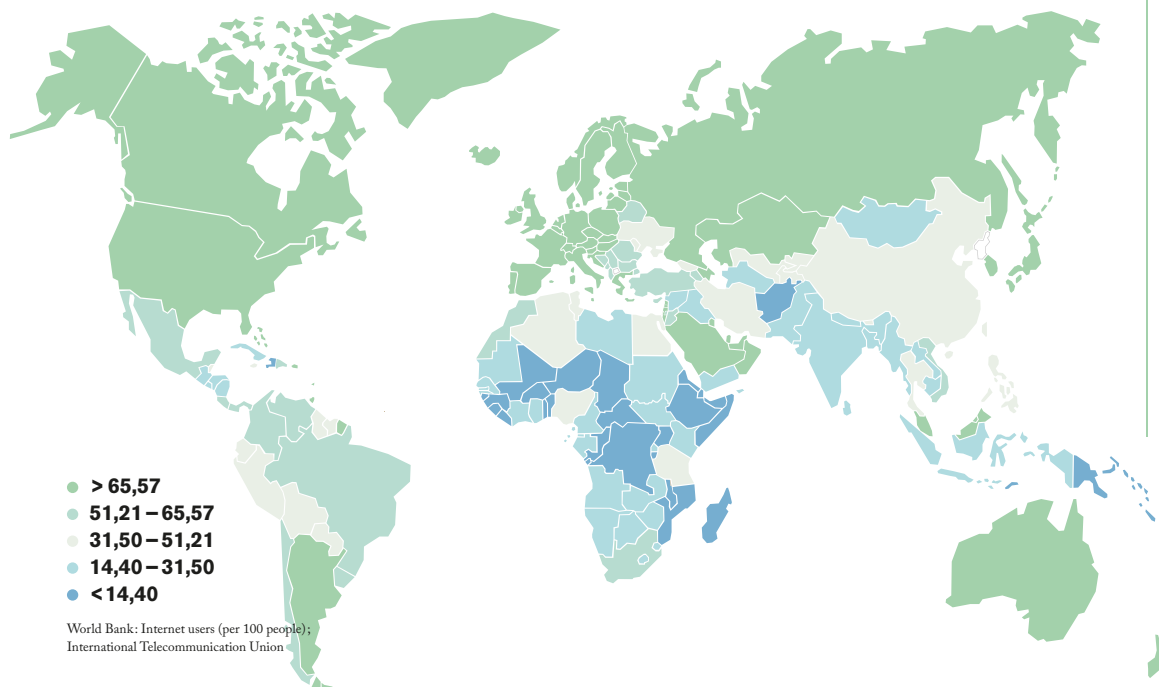 > 65,57
51,21 – 65,57
31,50 – 51,21
14,40 – 31,50
< 14,40
World Bank: Internet users (per 100 people);
International Telecommunication Union